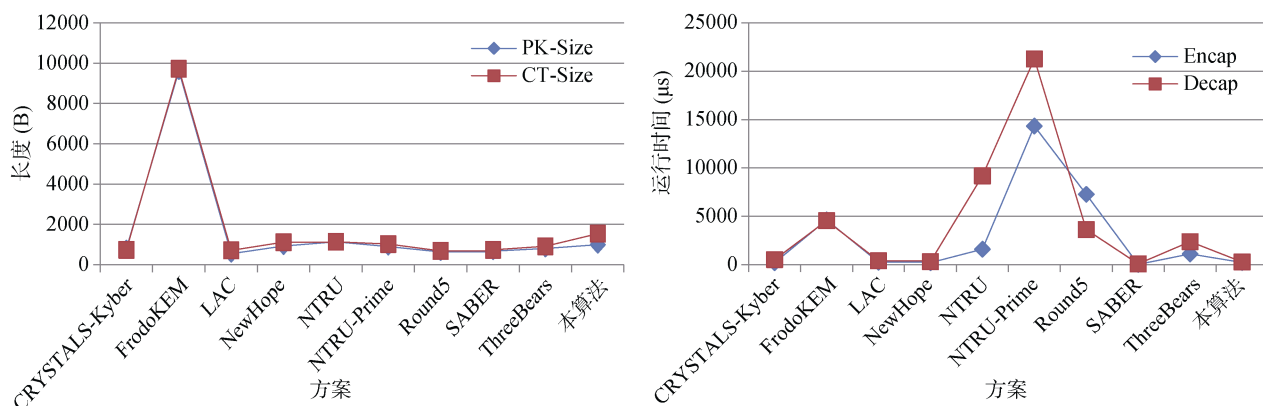 12000
10000
8000
6000
4000
2000
0
长度 (B)
PK-Size
CT-Size
CRYSTALS-Kyber
FrodoKEM
LAC
NewHope
NTRU
NTRU-Prime
Round5
SABER
ThreeBears
本算法
方案
25000
20000
15000
10000
5000
0
运行时间 (μs)
Encap
Decap
CRYSTALS-Kyber
FrodoKEM
LAC
NewHope
NTRU
NTRU-Prime
Round5
SABER
ThreeBears
本算法
方案